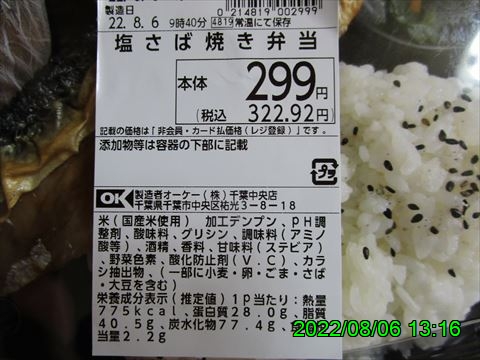 製造日
0214819002999
22.8.6 9時40分 4819 常温にて保存
塩さば焼き弁当
本体 299円
(税込 322.92円)
記載の価格は「非会員・カード払価格(レジ登録)」です。
添加物等は容器の下部に記載
プラ
OK 製造者オーケー(株)千葉中央店
千葉県千葉市中央区祐光3-8-18
米(国産米使用) 加工デンプン、pH調
整剤、酸味料、グリシン、調味料(アミノ
酸等)、酒精、香料、甘味料(ステビア)
、野菜色素、酸化防止剤(V.C)、カラ
シ抽出物、(一部に小麦・卵・ごま・さば
・大豆を含む)
栄養成分表示(推定値)1p当たり:熱量
775kcal、蛋白質28.0g、脂質
40.5g、炭水化物77.4g、食
当量2.2g
2022/08/06 13:16